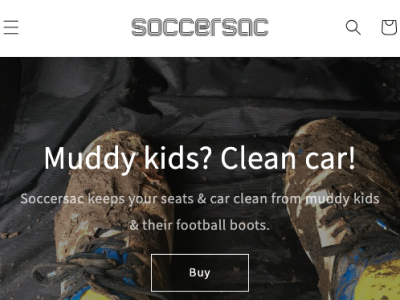 soccersac
Muddy kids? Clean car!
Soccersac keeps your seats & car clean from muddy kids
& their football boots.
Buy